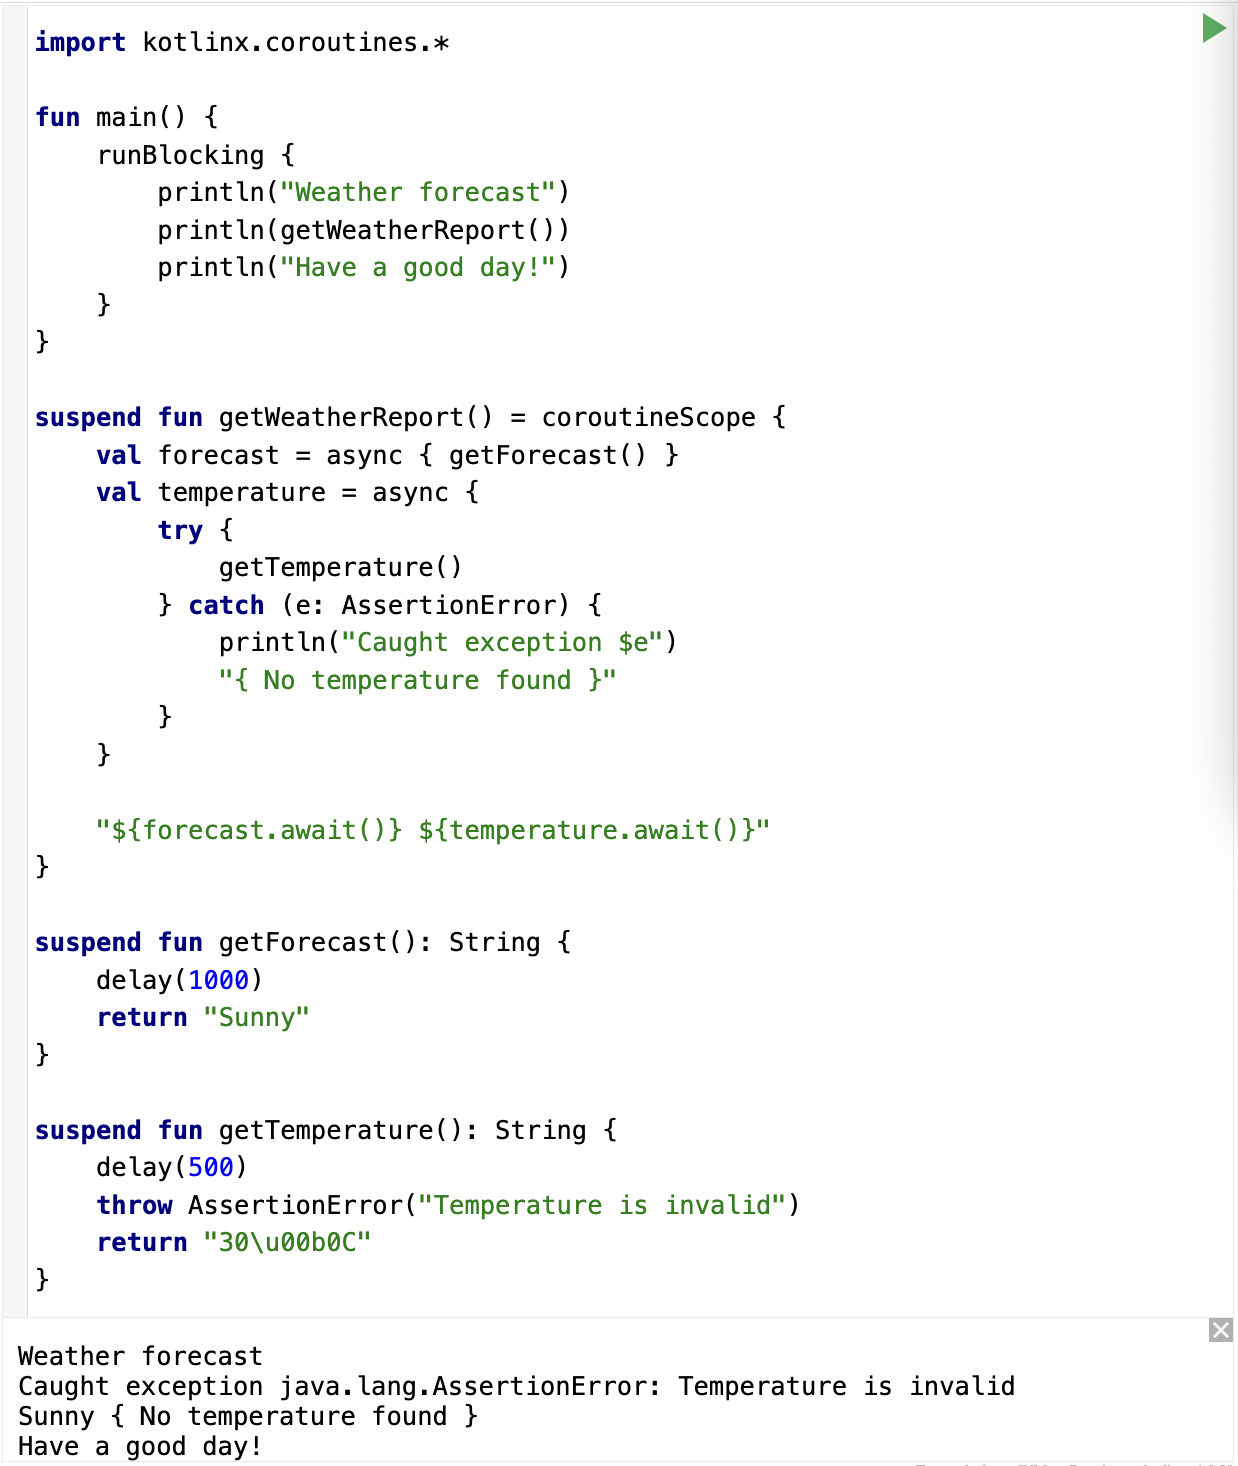 import kotlinx.coroutines.*
fun main() {
    runBlocking {
        println("Weather forecast")
        println(getWeatherReport())
        println("Have a good day!")
    }
}
suspend fun getWeatherReport() = coroutineScope {
    val forecast = async { getForecast() }
    val temperature = async {
        try {
            getTemperature()
        } catch (e: AssertionError) {
            println("Caught exception $e")
            "{ No temperature found }"
        }
    }
    "${forecast.await()} ${temperature.await()}"
}
suspend fun getForecast(): String {
    delay(1000)
    return "Sunny"
}
suspend fun getTemperature(): String {
    delay(500)
    throw AssertionError("Temperature is invalid")
    return "30\u00b0C"
}
Weather forecast
Caught exception java.lang.AssertionError: Temperature is invalid
Sunny { No temperature found }
Have a good day!